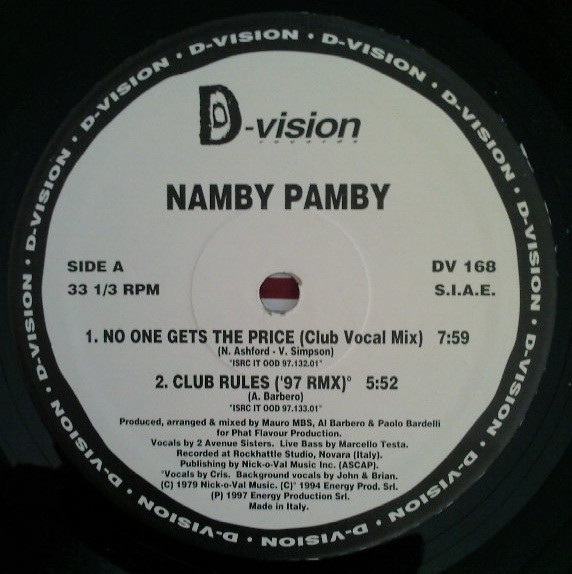 D-VISION • D-VISION • D-VISION • D-VISION • D-VISION • D-VISION • D-VISION • D-VISION • D-VISION • D-VISION • D-VISION • D-VISION
D-vision
records
NAMBY PAMBY
SIDE A
33 1/3 RPM
DV 168
S.I.A.E.
1. NO ONE GETS THE PRICE (Club Vocal Mix) 7:59
(N. Ashford - V. Simpson)
"ISRC IT OOD 97.132.01"
2. CLUB RULES ('97 RMX)° 5:52
(A. Barbero)
"ISRC IT OOD 97.133.01"
Produced, arranged & mixed by Mauro MBS, Al Barbero & Paolo Bardelli
for Phat Flavour Production.
Vocals by 2 Avenue Sisters. Live Bass by Marcello Testa.
Recorded at Rockhattle Studio, Novara (Italy).
Publishing by Nick-o-Val Music Inc. (ASCAP).
°Vocals by Cris. Background vocals by John & Brian.
(C) 1979 Nick-o-Val Music. (C)° 1994 Energy Prod. Srl.
(P) 1997 Energy Production Srl.
Made in Italy.